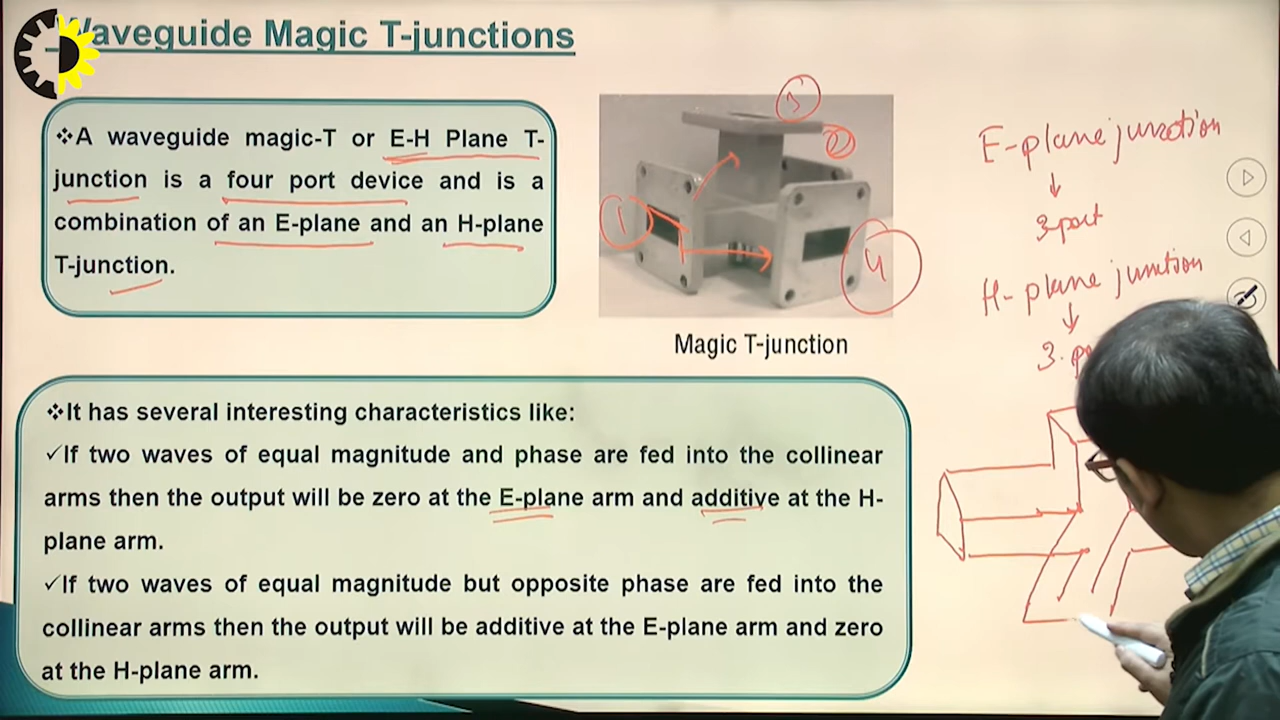 Waveguide Magic T-junctions
❖A waveguide magic-T or E-H Plane T-
junction is a four port device and is a
combination of an E-plane and an H-plane
T-junction.
1
3
2
4
Magic T-junction
E-plane junction
↓
3-port
H-plane junction
↓
3-
❖It has several interesting characteristics like:
✓If two waves of equal magnitude and phase are fed into the collinear
arms then the output will be zero at the E-plane arm and additive at the H-
plane arm.
✓If two waves of equal magnitude but opposite phase are fed into the
collinear arms then the output will be additive at the E-plane arm and zero
at the H-plane arm.